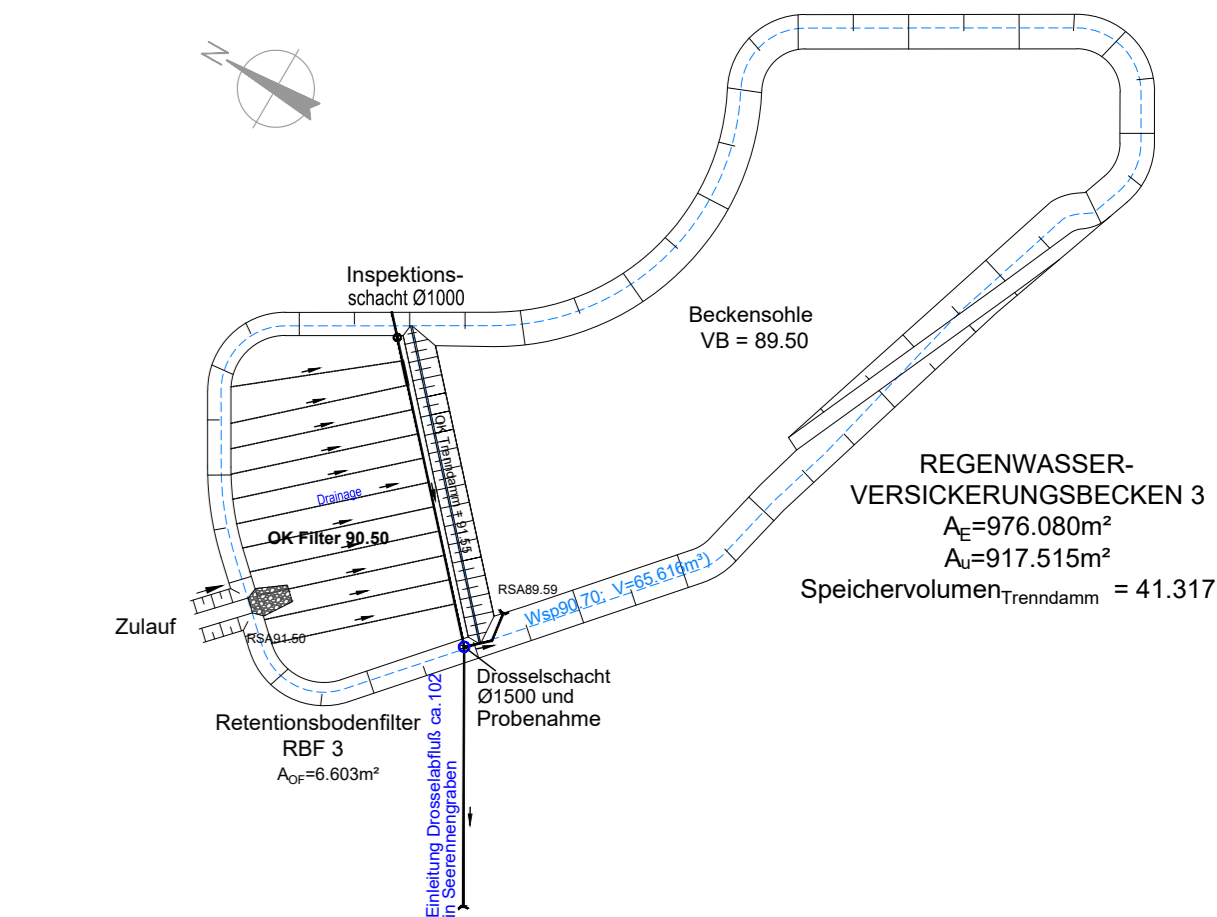 N
Inspektions-
schacht Ø1000
Beckensohle
VB = 89.50
OK Trenndamm = 91.55
Drainage
OK Filter 90.50
REGENWASSER-
VERSICKERUNGSBECKEN 3
AE=976.080m²
Au=917.515m²
SpeichervolumenTrenndamm = 41.317
Wsp90.70; V=65.616m³)
RSA89.59
Zulauf
RSA91.50
Drosselschacht
Ø1500 und
Probenahme
Retentionsbodenfilter
RBF 3
AOF=6.603m²
Einleitung Drosselabfluß ca.102
in Seerennengraben